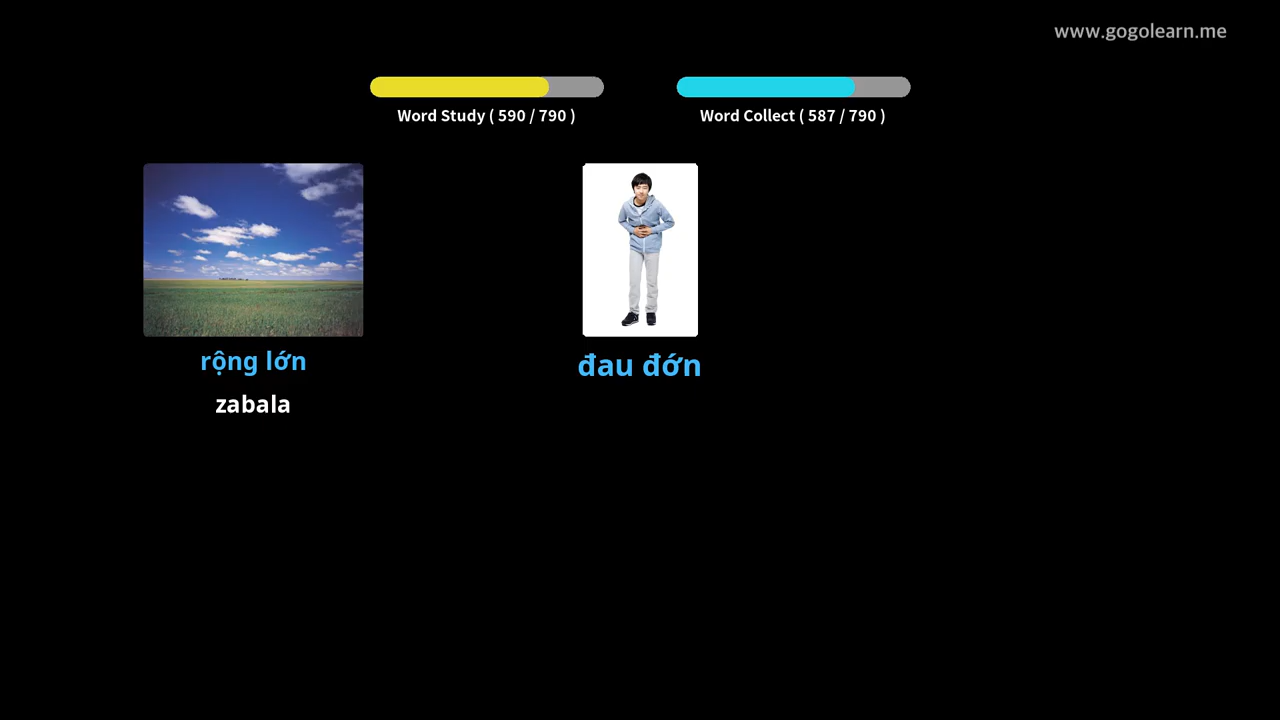 www.gogolearn.me
Word Study ( 590 / 790 )
Word Collect ( 587 / 790 )
rộng lớn
zabala
đau đớn